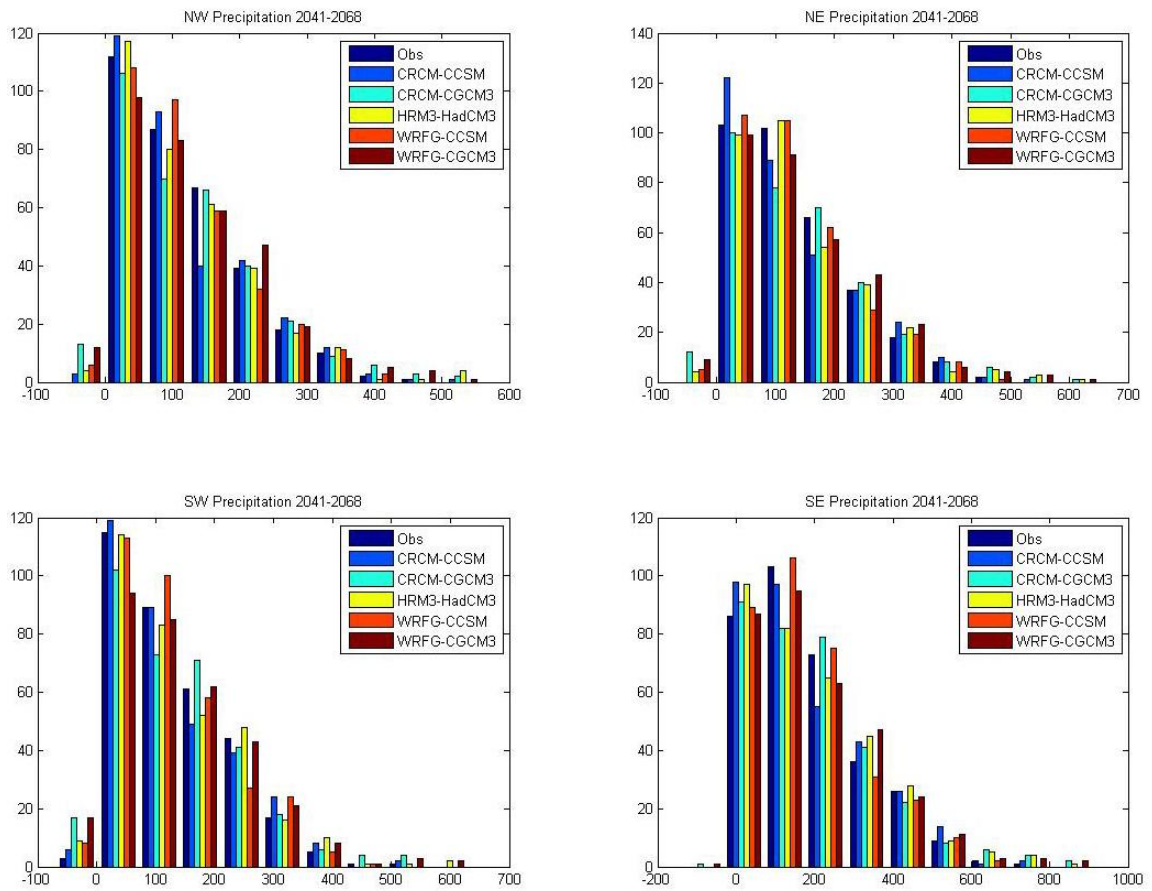 NW Precipitation 2041-2068
120
100
80
60
40
20
0
-100 0 100 200 300 400 500 600
Obs
CRCM-CCSM
CRCM-CGCM3
HRM3-HadCM3
WRFG-CCSM
WRFG-CGCM3
NE Precipitation 2041-2068
140
120
100
80
60
40
20
0
-100 0 100 200 300 400 500 600 700
Obs
CRCM-CCSM
CRCM-CGCM3
HRM3-HadCM3
WRFG-CCSM
WRFG-CGCM3
SW Precipitation 2041-2068
120
100
80
60
40
20
0
-100 0 100 200 300 400 500 600 700
Obs
CRCM-CCSM
CRCM-CGCM3
HRM3-HadCM3
WRFG-CCSM
WRFG-CGCM3
SE Precipitation 2041-2068
120
100
80
60
40
20
0
-200 0 200 400 600 800 1000
Obs
CRCM-CCSM
CRCM-CGCM3
HRM3-HadCM3
WRFG-CCSM
WRFG-CGCM3